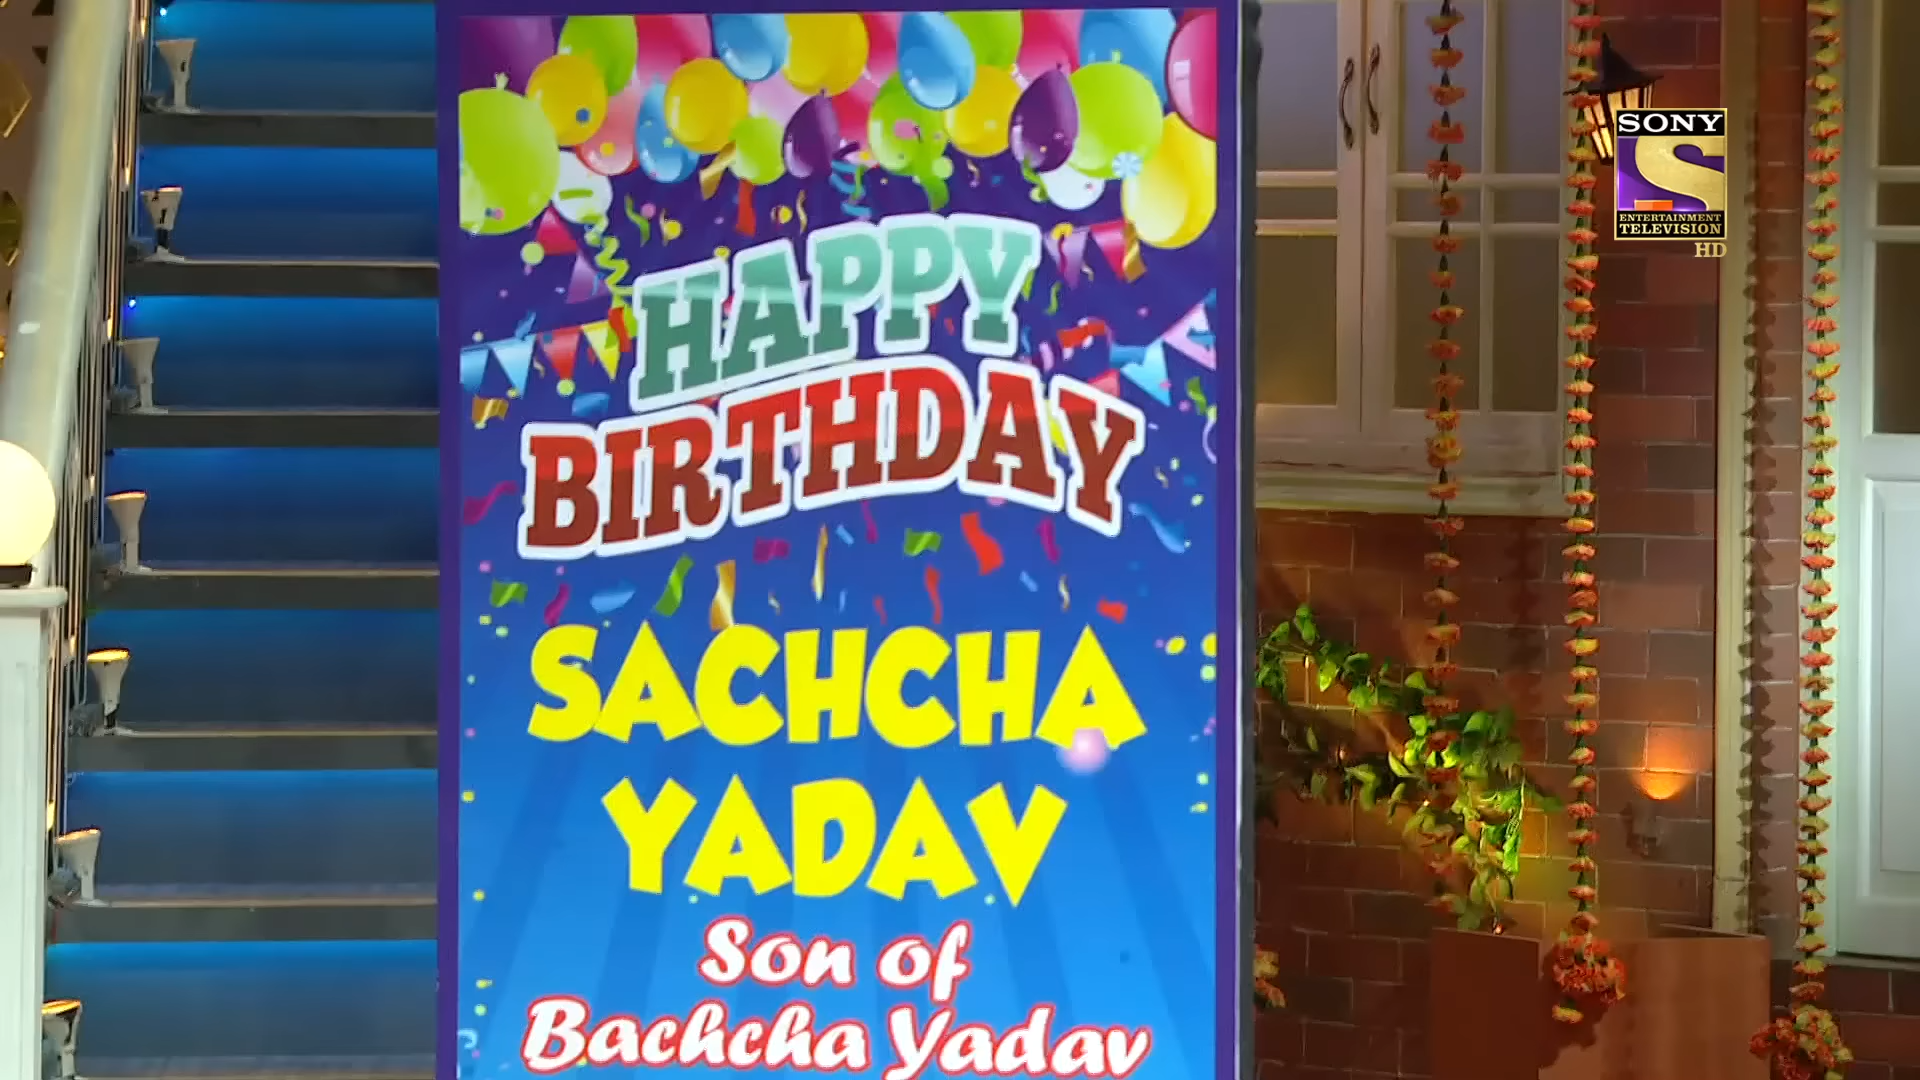 HAPPY
BIRTHDAY
SACHCHA
YADAV
Son of
Bachcha Yadav
SONY
ENTERTAINMENT
TELEVISION
HD